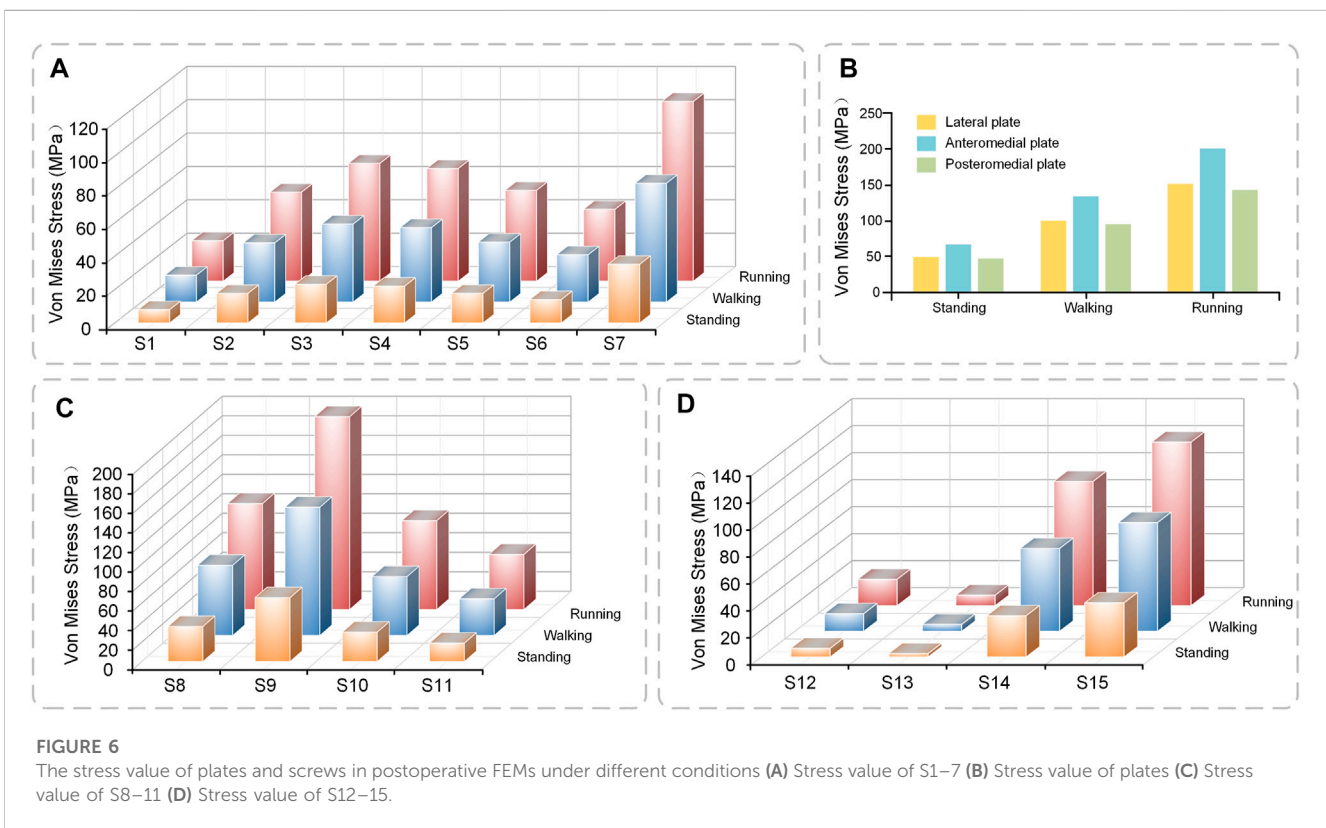 A
Von Mises Stress (MPa）
120
100
80
60
40
20
0
S1 S2 S3 S4 S5 S6 S7
Running
Walking
Standing
B
Von Mises Stress (MPa）
250
200
150
100
50
0
Lateral plate
Anteromedial plate
Posteromedial plate
Standing Walking Running
C
Von Mises Stress (MPa）
200
180
160
140
120
100
80
60
40
20
0
S8 S9 S10 S11
Running
Walking
Standing
D
Von Mises Stress (MPa）
140
120
100
80
60
40
20
0
S12 S13 S14 S15
Running
Walking
Standing
FIGURE 6
The stress value of plates and screws in postoperative FEMs under different conditions (A) Stress value of S1–7 (B) Stress value of plates (C) Stress
value of S8–11 (D) Stress value of S12–15.